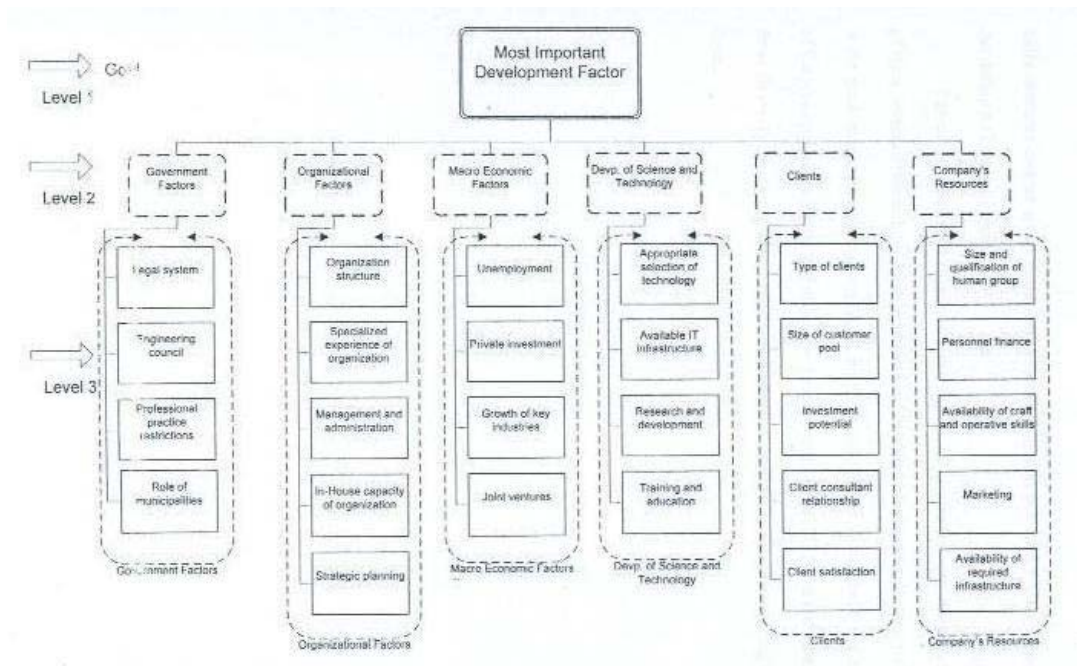 Most Important
Development Factor
Level 1
Level 2
Level 3
Government
Factors
Organizational
Factors
Macro Economic
Factors
Devp. of Science and
Technology
Clients
Company's
Resources
Legal system
Engineering
council
Professional
practice
restrictions
Role of
municipalities
Government Factors
Organization
structure
Specialized
experience of
organization
Management and
administration
In-House capacity
of organization
Strategic planning
Organizational Factors
Unemployment
Private investment
Growth of key
industries
Joint ventures
Macro Economic Factors
Appropriate
selection of
technology
Available IT
infrastructure
Research and
development
Training and
education
Devp. of Science and
Technology
Type of clients
Size of customer
pool
Investment
potential
Client consultant
relationship
Client satisfaction
Clients
Size and
qualification of
human group
Personnel finance
Availability of craft
and operative skills
Marketing
Availability of
required
infrastructure
Company's Resources